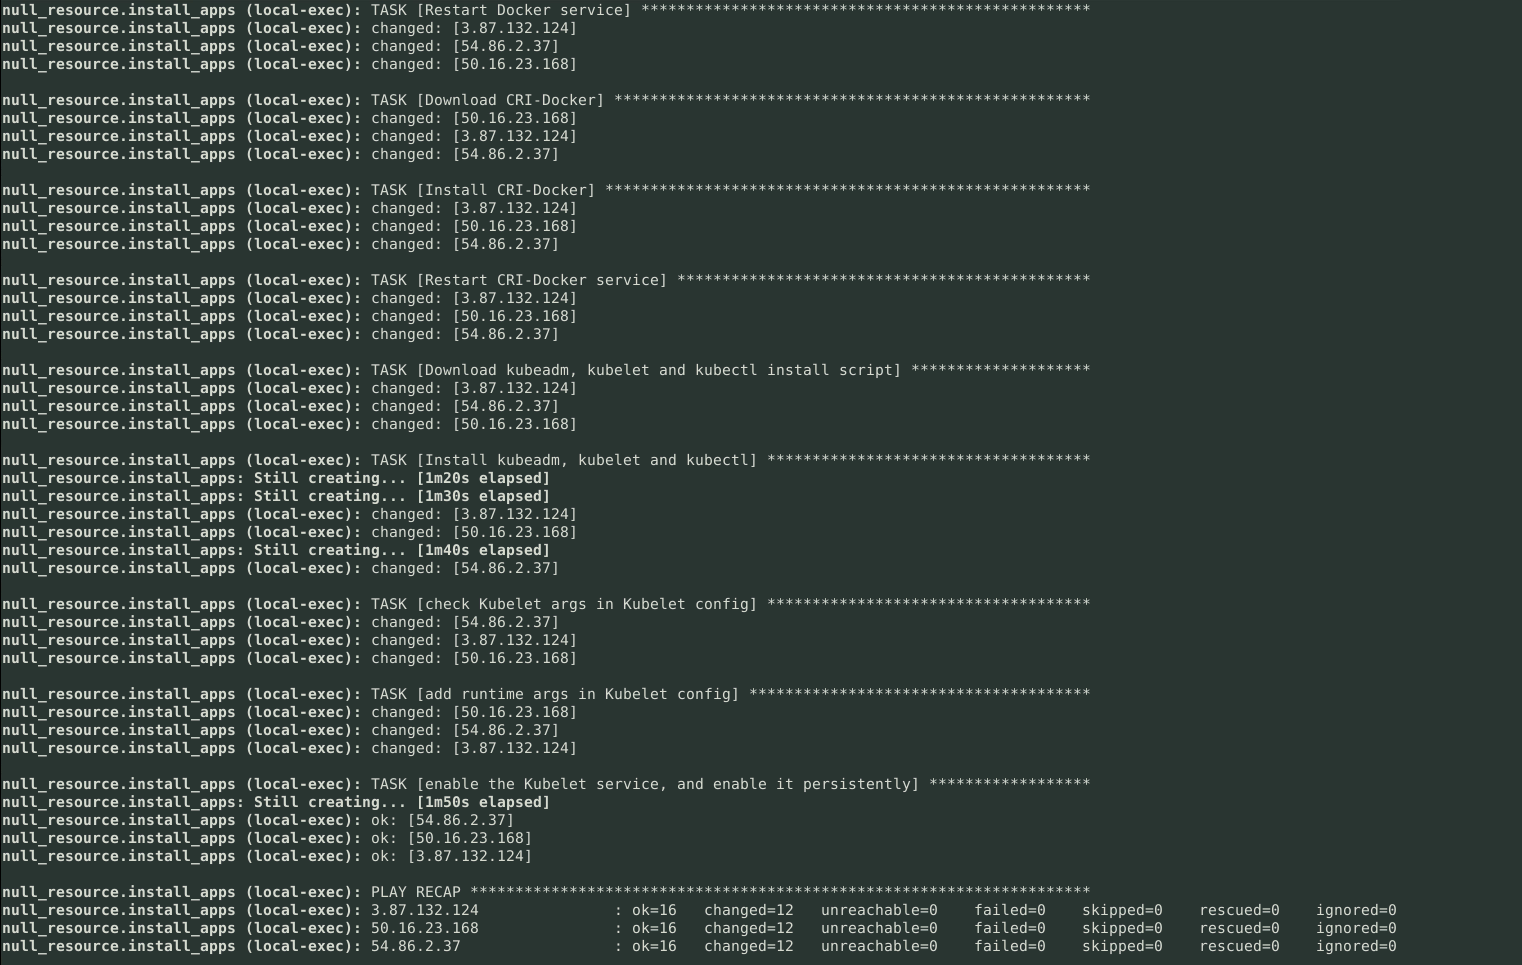 null_resource.install_apps (local-exec): TASK [Restart Docker service] **************************************************
null_resource.install_apps (local-exec): changed: [3.87.132.124]
null_resource.install_apps (local-exec): changed: [54.86.2.37]
null_resource.install_apps (local-exec): changed: [50.16.23.168]
null_resource.install_apps (local-exec): TASK [Download CRI-Docker] *****************************************************
null_resource.install_apps (local-exec): changed: [50.16.23.168]
null_resource.install_apps (local-exec): changed: [3.87.132.124]
null_resource.install_apps (local-exec): changed: [54.86.2.37]
null_resource.install_apps (local-exec): TASK [Install CRI-Docker] ******************************************************
null_resource.install_apps (local-exec): changed: [3.87.132.124]
null_resource.install_apps (local-exec): changed: [50.16.23.168]
null_resource.install_apps (local-exec): changed: [54.86.2.37]
null_resource.install_apps (local-exec): TASK [Restart CRI-Docker service] **********************************************
null_resource.install_apps (local-exec): changed: [3.87.132.124]
null_resource.install_apps (local-exec): changed: [50.16.23.168]
null_resource.install_apps (local-exec): changed: [54.86.2.37]
null_resource.install_apps (local-exec): TASK [Download kubeadm, kubelet and kubectl install script] ********************
null_resource.install_apps (local-exec): changed: [3.87.132.124]
null_resource.install_apps (local-exec): changed: [54.86.2.37]
null_resource.install_apps (local-exec): changed: [50.16.23.168]
null_resource.install_apps (local-exec): TASK [Install kubeadm, kubelet and kubectl] ************************************
null_resource.install_apps: Still creating... [1m20s elapsed]
null_resource.install_apps: Still creating... [1m30s elapsed]
null_resource.install_apps (local-exec): changed: [3.87.132.124]
null_resource.install_apps (local-exec): changed: [50.16.23.168]
null_resource.install_apps: Still creating... [1m40s elapsed]
null_resource.install_apps (local-exec): changed: [54.86.2.37]
null_resource.install_apps (local-exec): TASK [check Kubelet args in Kubelet config] ************************************
null_resource.install_apps (local-exec): changed: [54.86.2.37]
null_resource.install_apps (local-exec): changed: [3.87.132.124]
null_resource.install_apps (local-exec): changed: [50.16.23.168]
null_resource.install_apps (local-exec): TASK [add runtime args in Kubelet config] **************************************
null_resource.install_apps (local-exec): changed: [50.16.23.168]
null_resource.install_apps (local-exec): changed: [54.86.2.37]
null_resource.install_apps (local-exec): changed: [3.87.132.124]
null_resource.install_apps (local-exec): TASK [enable the Kubelet service, and enable it persistently] ******************
null_resource.install_apps: Still creating... [1m50s elapsed]
null_resource.install_apps (local-exec): ok: [54.86.2.37]
null_resource.install_apps (local-exec): ok: [50.16.23.168]
null_resource.install_apps (local-exec): ok: [3.87.132.124]
null_resource.install_apps (local-exec): PLAY RECAP *********************************************************************
null_resource.install_apps (local-exec): 3.87.132.124               : ok=16   changed=12   unreachable=0    failed=0    skipped=0    rescued=0    ignored=0
null_resource.install_apps (local-exec): 50.16.23.168               : ok=16   changed=12   unreachable=0    failed=0    skipped=0    rescued=0    ignored=0
null_resource.install_apps (local-exec): 54.86.2.37                 : ok=16   changed=12   unreachable=0    failed=0    skipped=0    rescued=0    ignored=0